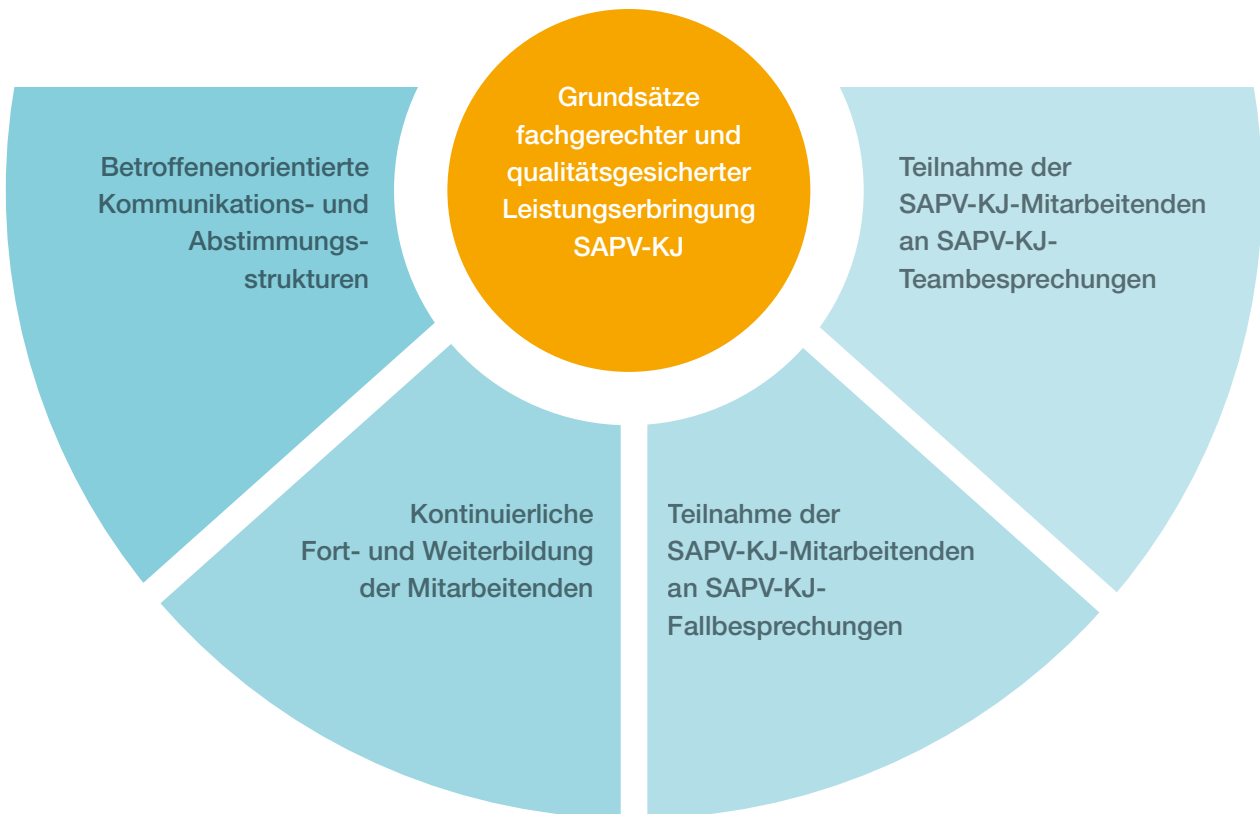 Grundsätze
fachgerechter und
qualitätsgesicherter
Leistungserbringung
SAPV-KJ
Betroffenenorientierte
Kommunikations- und
Abstimmungs-
strukturen
Kontinuierliche
Fort- und Weiterbildung
der Mitarbeitenden
Teilnahme der
SAPV-KJ-Mitarbeitenden
an SAPV-KJ-
Fallbesprechungen
Teilnahme der
SAPV-KJ-Mitarbeitenden
an SAPV-KJ-
Teambesprechungen